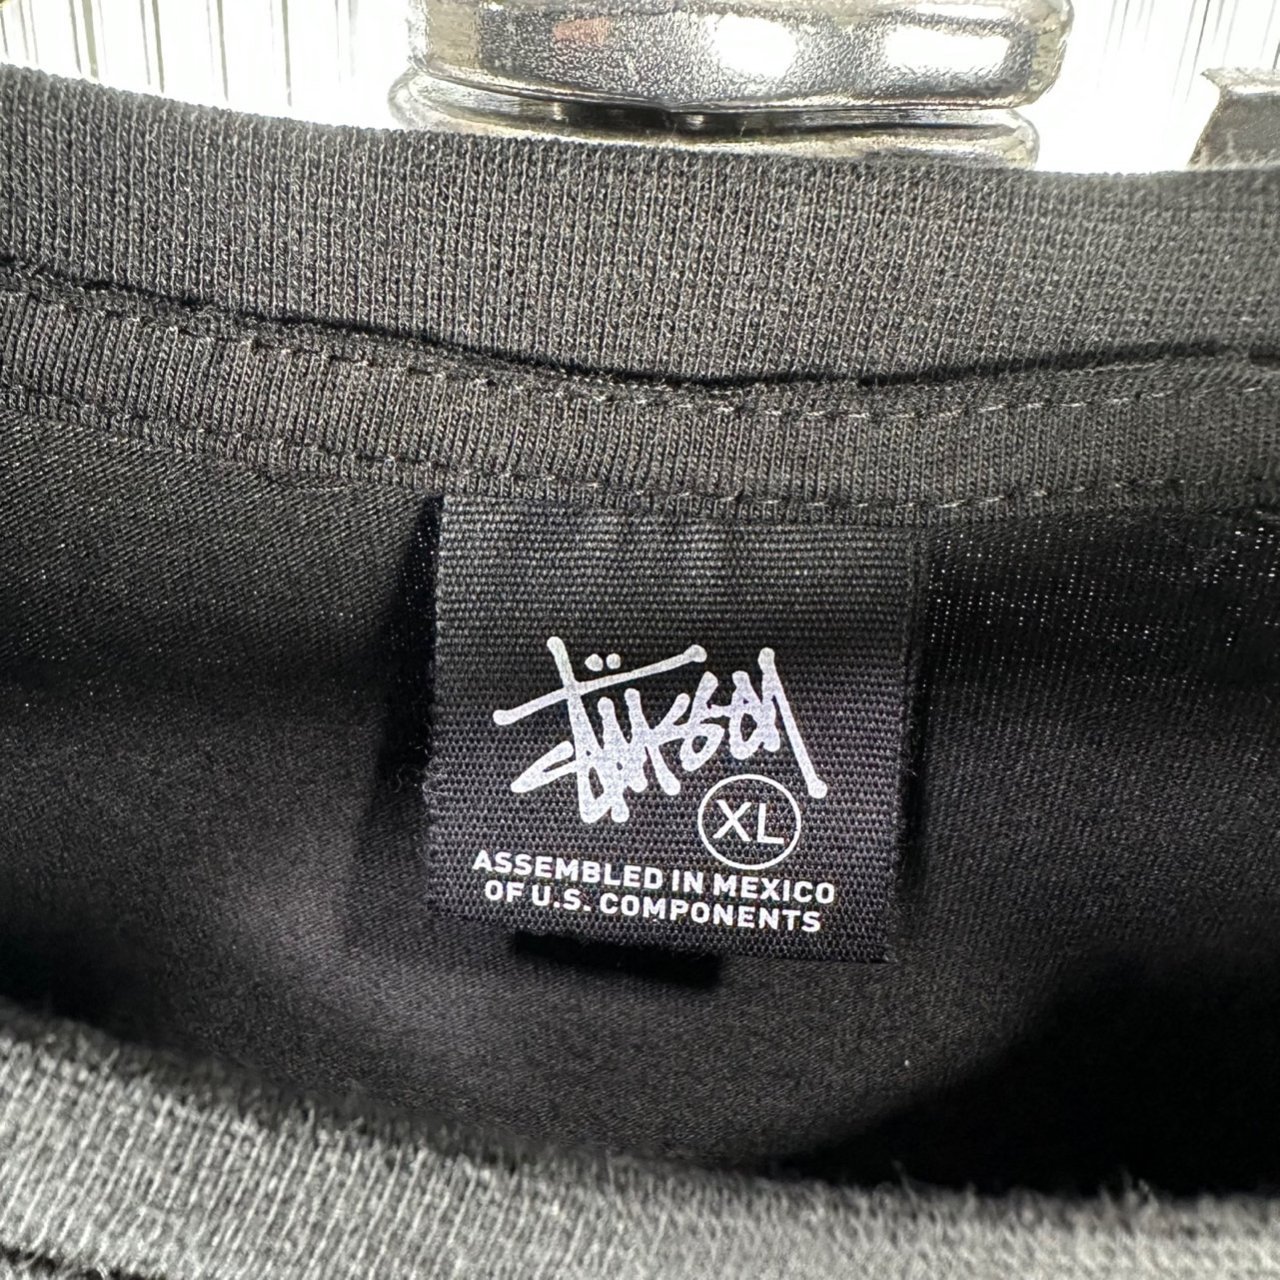 Stüssy
XL
ASSEMBLED IN MEXICO
OF U.S. COMPONENTS